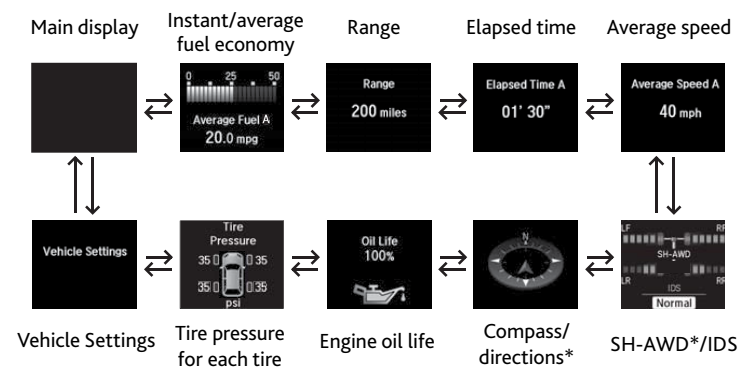 Main display
Instant/average
fuel economy
Range
Elapsed time
Average speed
0 25 50
Average Fuel A
20.0 mpg
Range
200 miles
Elapsed Time A
01' 30"
Average Speed A
40 mph
Vehicle Settings
Tire
Pressure
35 35
35 35
psi
Oil Life
100%
N
LF RF
SH-AWD
LR RR
IDS
Normal
Vehicle Settings
Tire pressure
for each tire
Engine oil life
Compass/
directions*
SH-AWD*/IDS